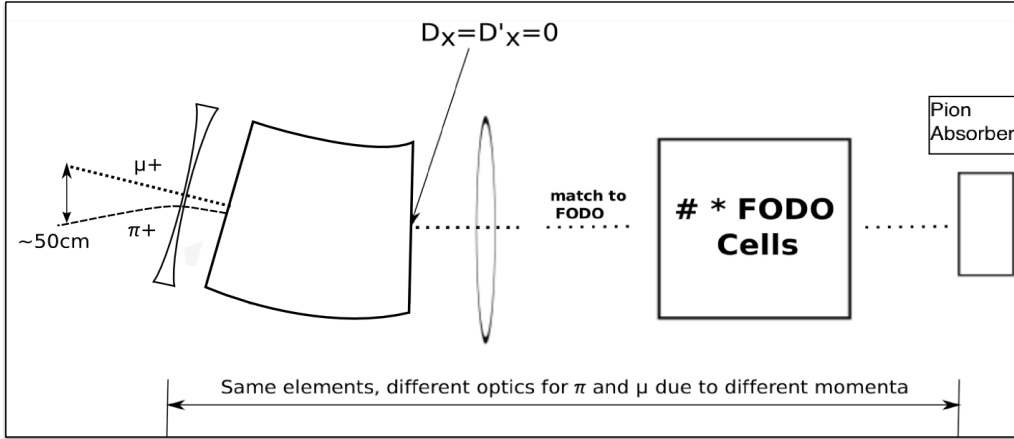 Dx=D'x=0
Pion
Absorber
μ+
match to
FODO
# * FODO
Cells
π+
~50cm
Same elements, different optics for π and μ due to different momenta